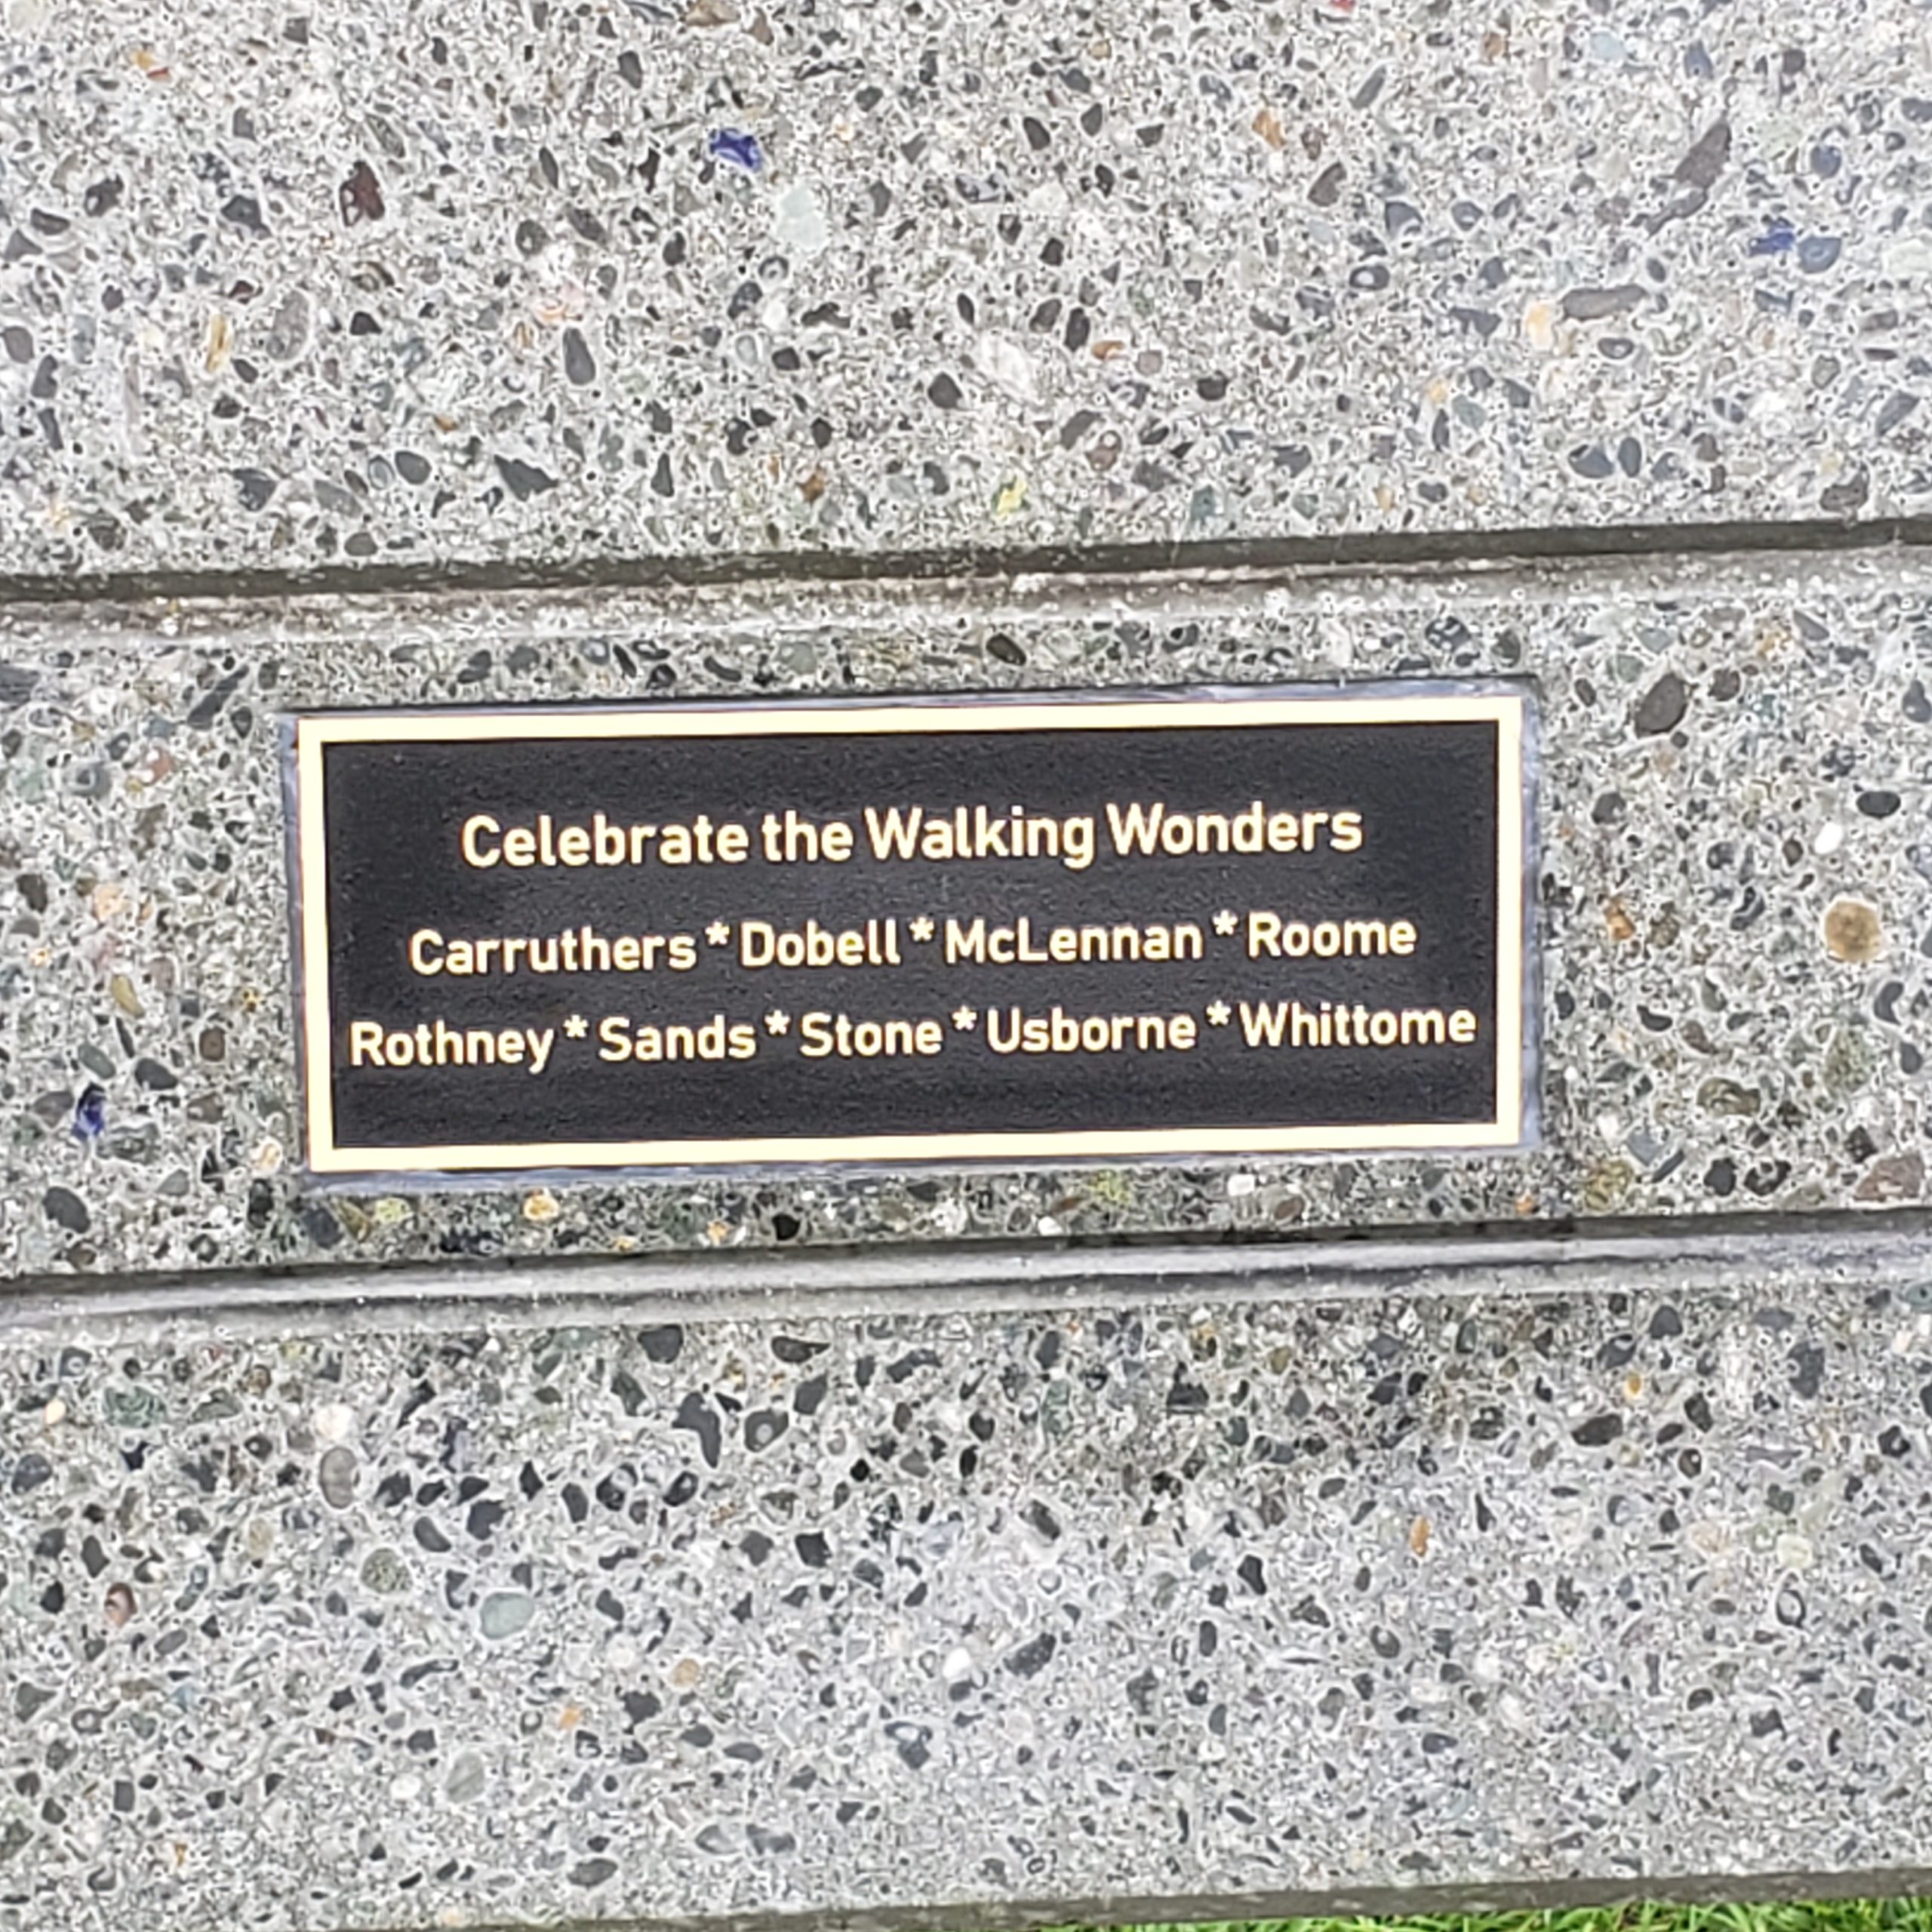 Celebrate the Walking Wonders
Carruthers * Dobell * McLennan * Roome
Rothney * Sands * Stone * Usborne * Whittome